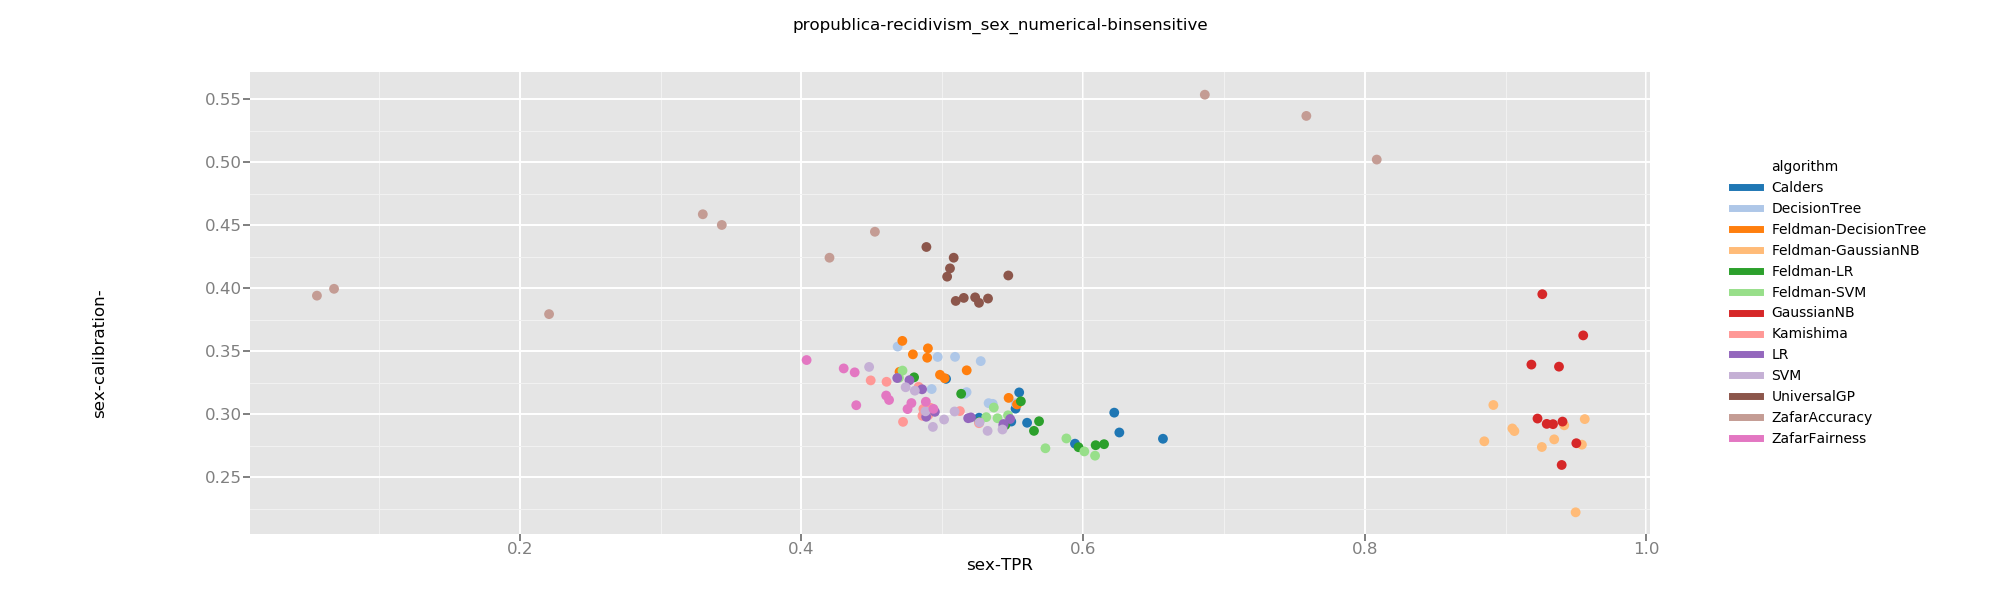 propublica-recidivism_sex_numerical-binsensitive
0.55
0.50
0.45
0.40
0.35
0.30
0.25
sex-calibration-
0.2
0.4
0.6
0.8
1.0
sex-TPR
algorithm
Calders
DecisionTree
Feldman-DecisionTree
Feldman-GaussianNB
Feldman-LR
Feldman-SVM
GaussianNB
Kamishima
LR
SVM
UniversalGP
ZafarAccuracy
ZafarFairness